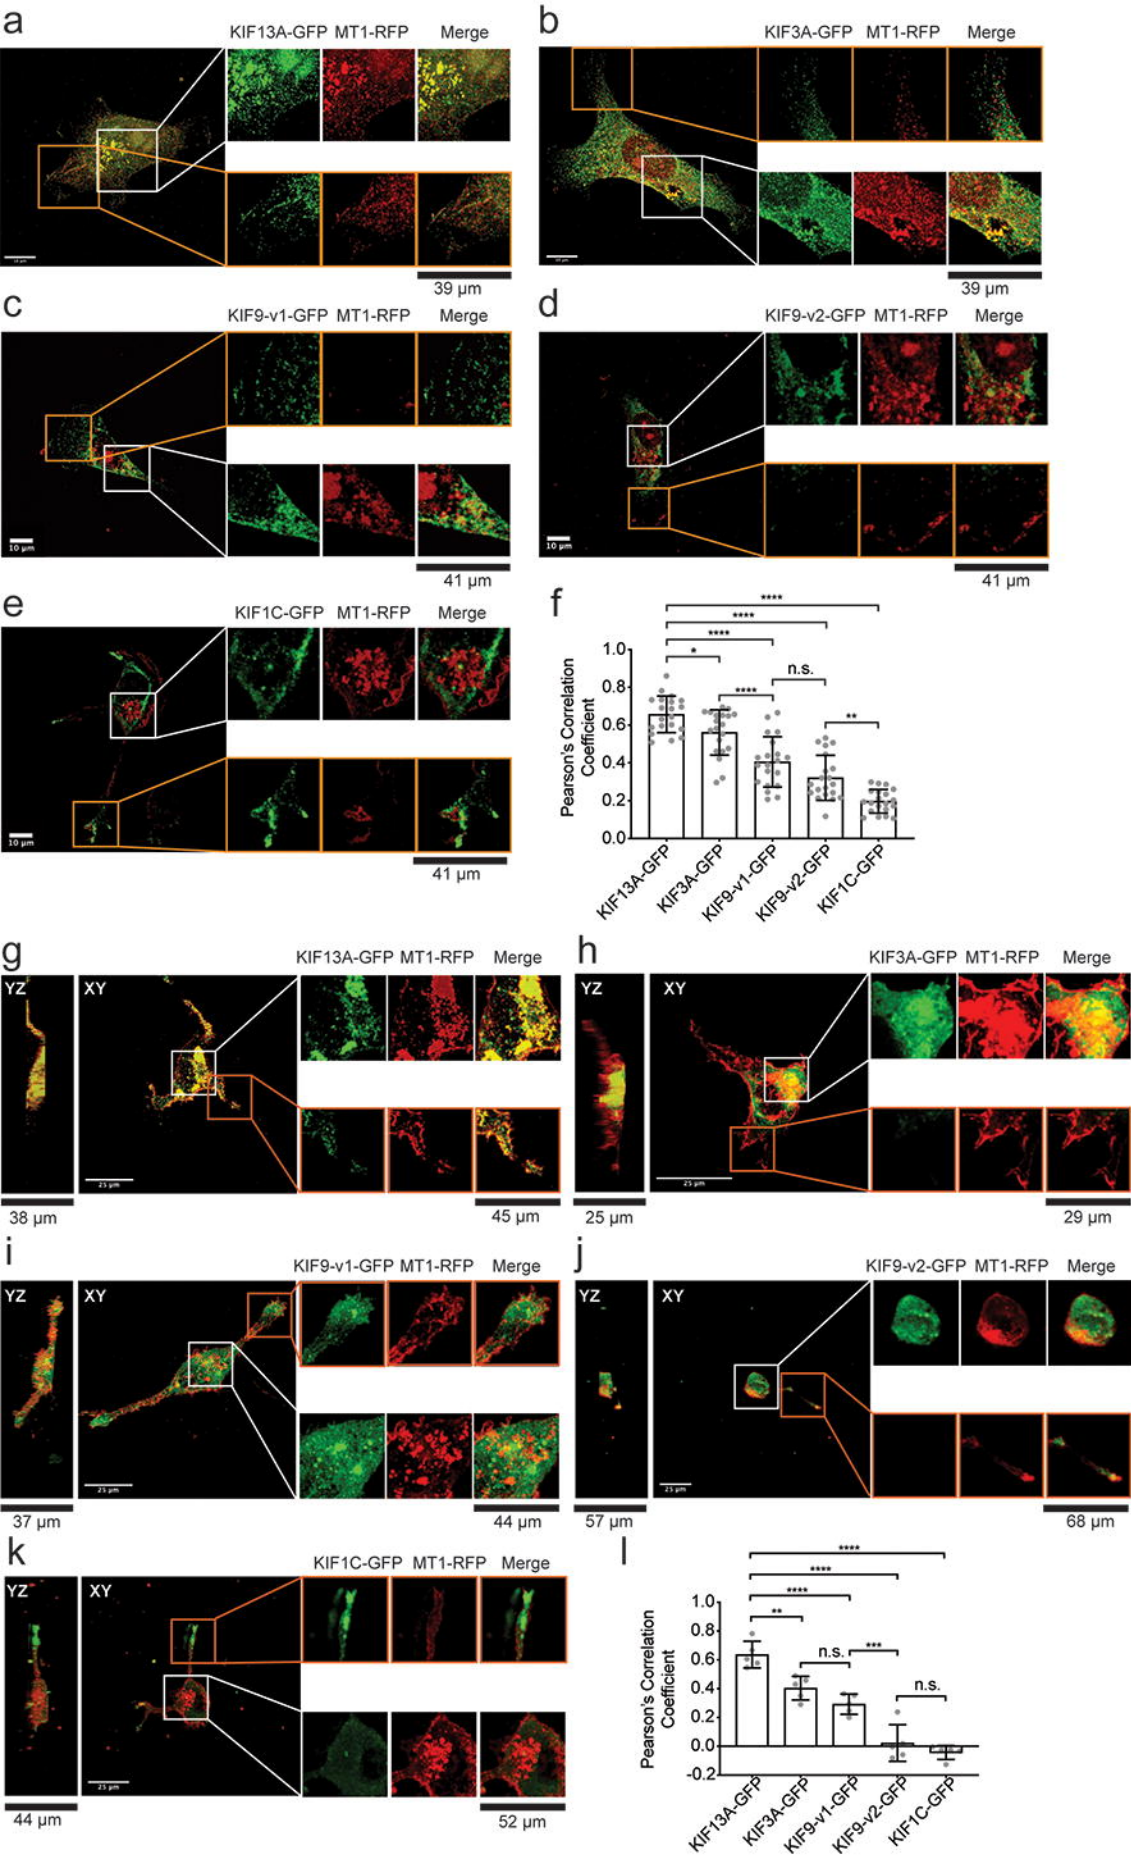 a
KIF13A-GFP MT1-RFP Merge
39 µm
b
KIF3A-GFP MT1-RFP Merge
39 µm
c
KIF9-v1-GFP MT1-RFP Merge
10 µm
41 µm
d
KIF9-v2-GFP MT1-RFP Merge
10 µm
41 µm
e
KIF1C-GFP MT1-RFP Merge
10 µm
41 µm
f
****
****
****
*
****
n.s.
**
Pearson's Correlation
Coefficient
1.0
0.8
0.6
0.4
0.2
0.0
KIF13A-GFP
KIF3A-GFP
KIF9-v1-GFP
KIF9-v2-GFP
KIF1C-GFP
g
KIF13A-GFP MT1-RFP Merge
YZ XY
25 µm
38 µm 45 µm
h
KIF3A-GFP MT1-RFP Merge
YZ XY
25 µm
25 µm 29 µm
i
KIF9-v1-GFP MT1-RFP Merge
YZ XY
25 µm
37 µm 44 µm
j
KIF9-v2-GFP MT1-RFP Merge
YZ XY
25 µm
57 µm 68 µm
k
KIF1C-GFP MT1-RFP Merge
YZ XY
25 µm
44 µm 52 µm
l
****
****
****
**
n.s.
***
n.s.
Pearson's Correlation
Coefficient
1.0
0.8
0.6
0.4
0.2
0.0
-0.2
KIF13A-GFP
KIF3A-GFP
KIF9-v1-GFP
KIF9-v2-GFP
KIF1C-GFP